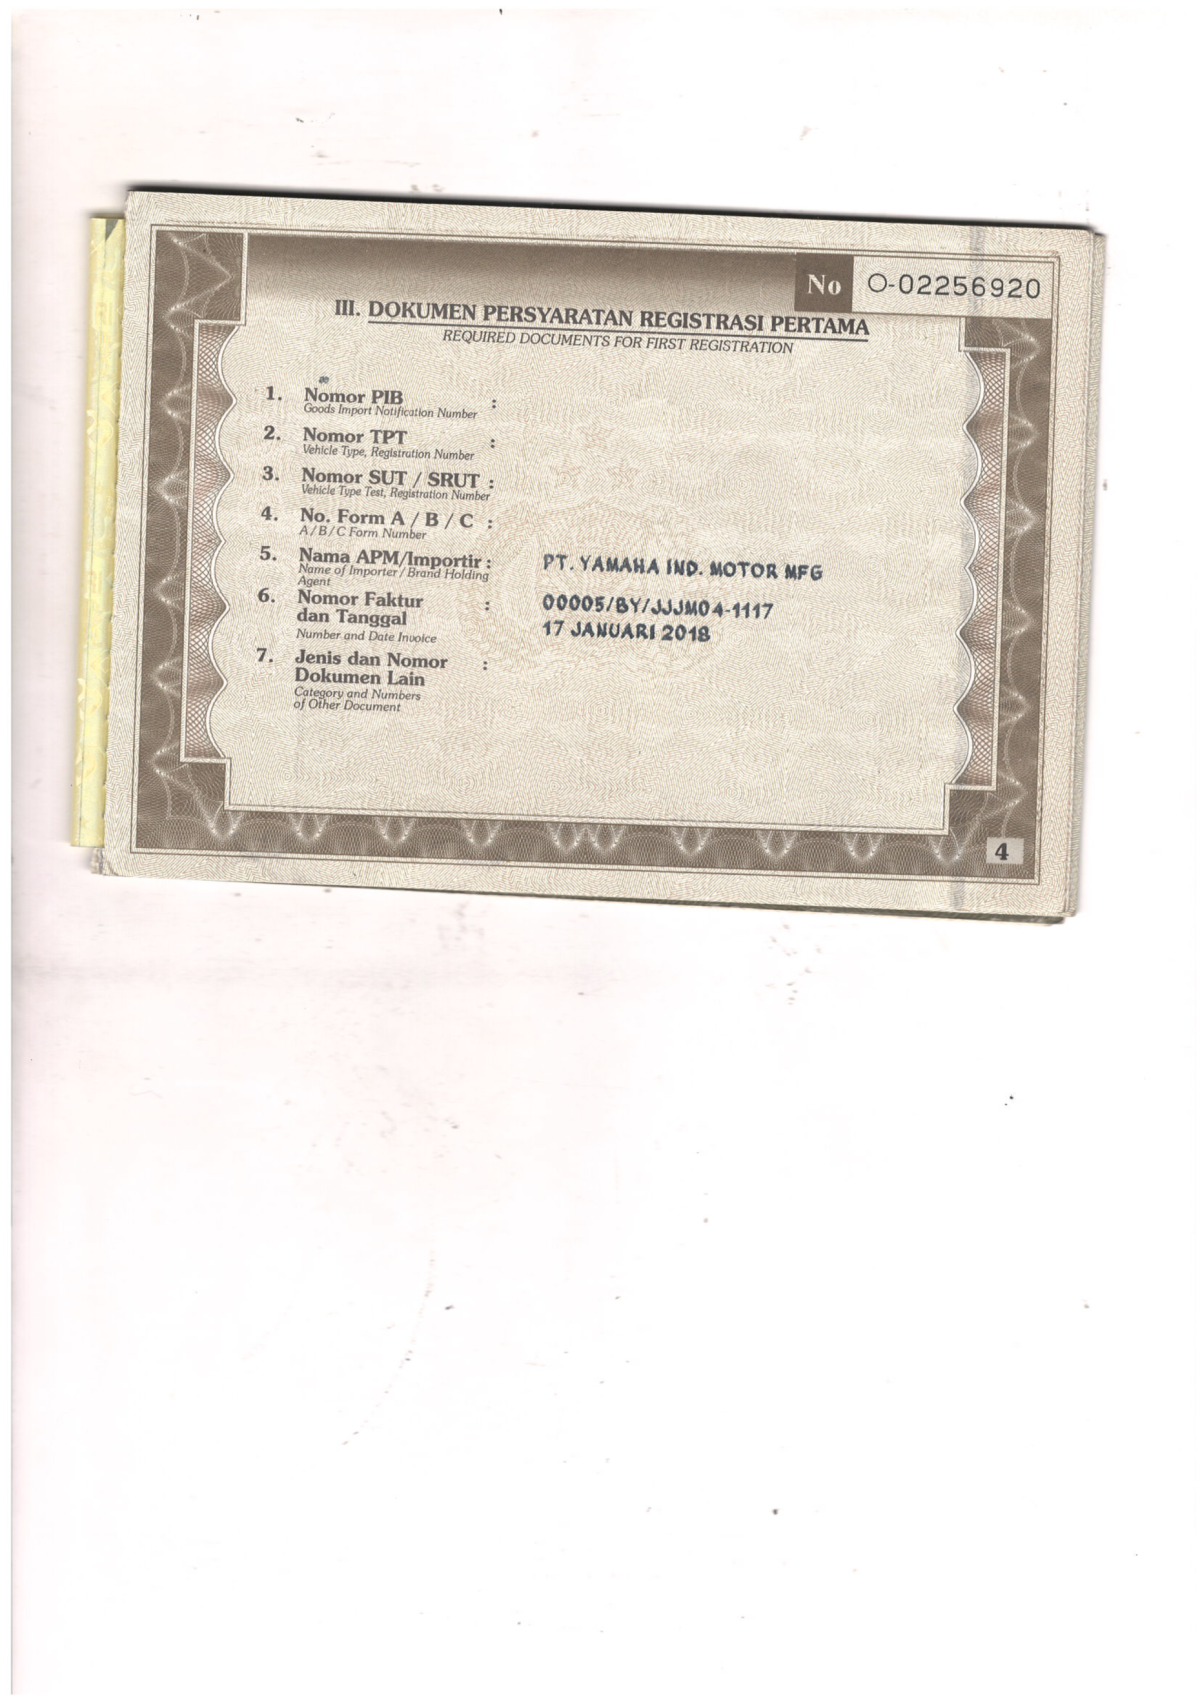 No O-02256920
III. DOKUMEN PERSYARATAN REGISTRASI PERTAMA
REQUIRED DOCUMENTS FOR FIRST REGISTRATION
1. Nomor PIB :
Goods Import Notification Number
2. Nomor TPT :
Vehicle Type, Registration Number
3. Nomor SUT / SRUT :
Vehicle Type Test, Registration Number
4. No. Form A / B / C :
A / B / C Form Number
5. Nama APM/Importir : PT. YAMAHA IND. MOTOR MFG
Name of Importer / Brand Holding
Agent
6. Nomor Faktur : 00005/BY/JJJM04-1117
dan Tanggal 17 JANUARI 2018
Number and Date Invoice
7. Jenis dan Nomor :
Dokumen Lain
Category and Numbers
of Other Document
4